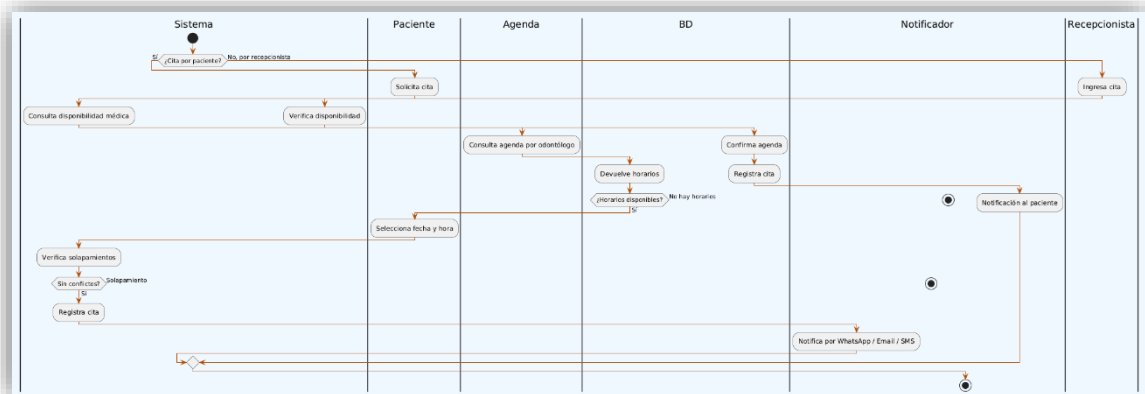 Sistema
Paciente
Agenda
BD
Notificador
Recepcionista
Sí
¿Cita por paciente?
No, por recepcionista
Solicita cita
Ingresa cita
Consulta disponibilidad médica
Verifica disponibilidad
Consulta agenda por odontólogo
Confirma agenda
Devuelve horarios
Registra cita
¿Horarios disponibles?
No hay horarios
Sí
Notificación al paciente
Selecciona fecha y hora
Verifica solapamientos
Sin conflictos?
Solapamianto
Sí
Registra cita
Notifica por WhatsApp / Email / SMS